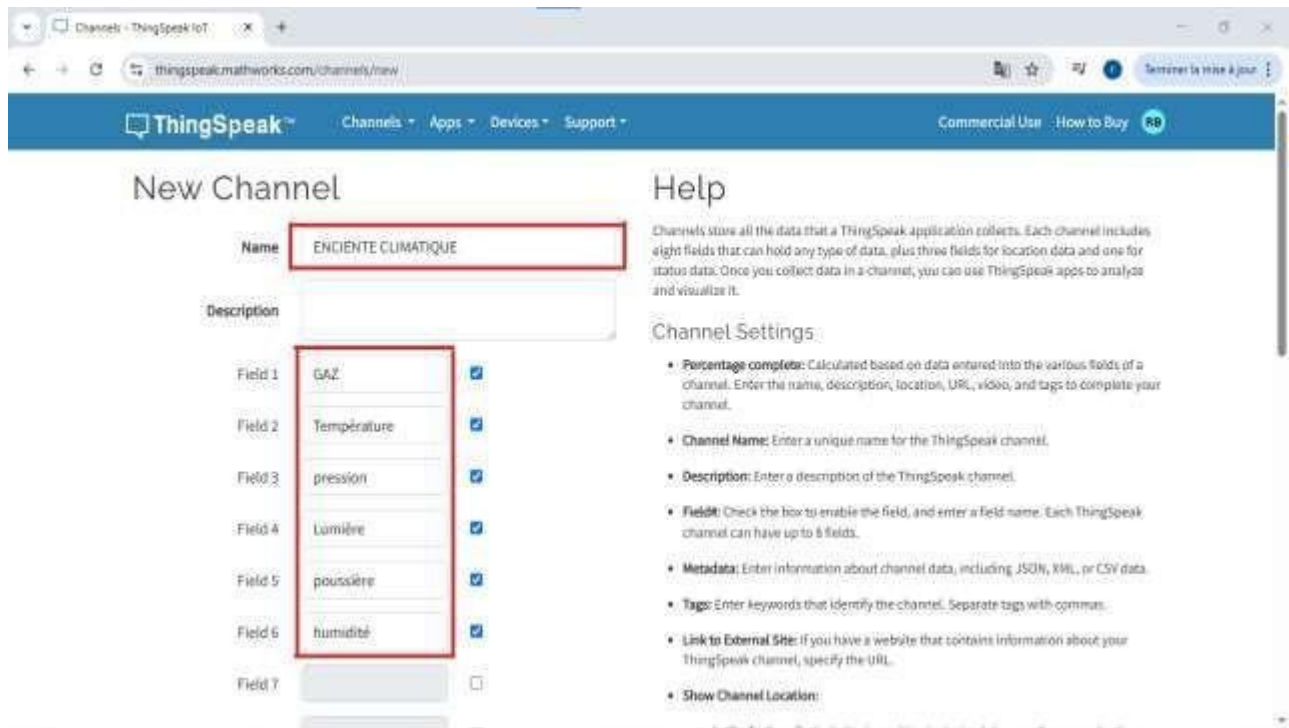 Channels - ThingSpeak IoT
thingspeak.mathworks.com/channels/new
Terminer la mise à jour
ThingSpeak™ Channels Apps Devices Support Commercial Use How to Buy RB
New Channel
Name ENCIENTE CLIMATIQUE
Description
Field 1 GAZ
Field 2 Température
Field 3 pression
Field 4 Lumière
Field 5 poussière
Field 6 humidité
Field 7
Help
Channels store all the data that a ThingSpeak application collects. Each channel includes
eight fields that can hold any type of data, plus three fields for location data and one for
status data. Once you collect data in a channel, you can use ThingSpeak apps to analyze
and visualize it.
Channel Settings
• Percentage complete: Calculated based on data entered into the various fields of a
channel. Enter the name, description, location, URL, video, and tags to complete your
channel.
• Channel Name: Enter a unique name for the ThingSpeak channel.
• Description: Enter a description of the ThingSpeak channel.
• Field#: Check the box to enable the field, and enter a field name. Each ThingSpeak
channel can have up to 8 fields.
• Metadata: Enter information about channel data, including JSON, XML, or CSV data.
• Tags: Enter keywords that identify the channel. Separate tags with commas.
• Link to External Site: If you have a website that contains information about your
ThingSpeak channel, specify the URL.
• Show Channel Location: